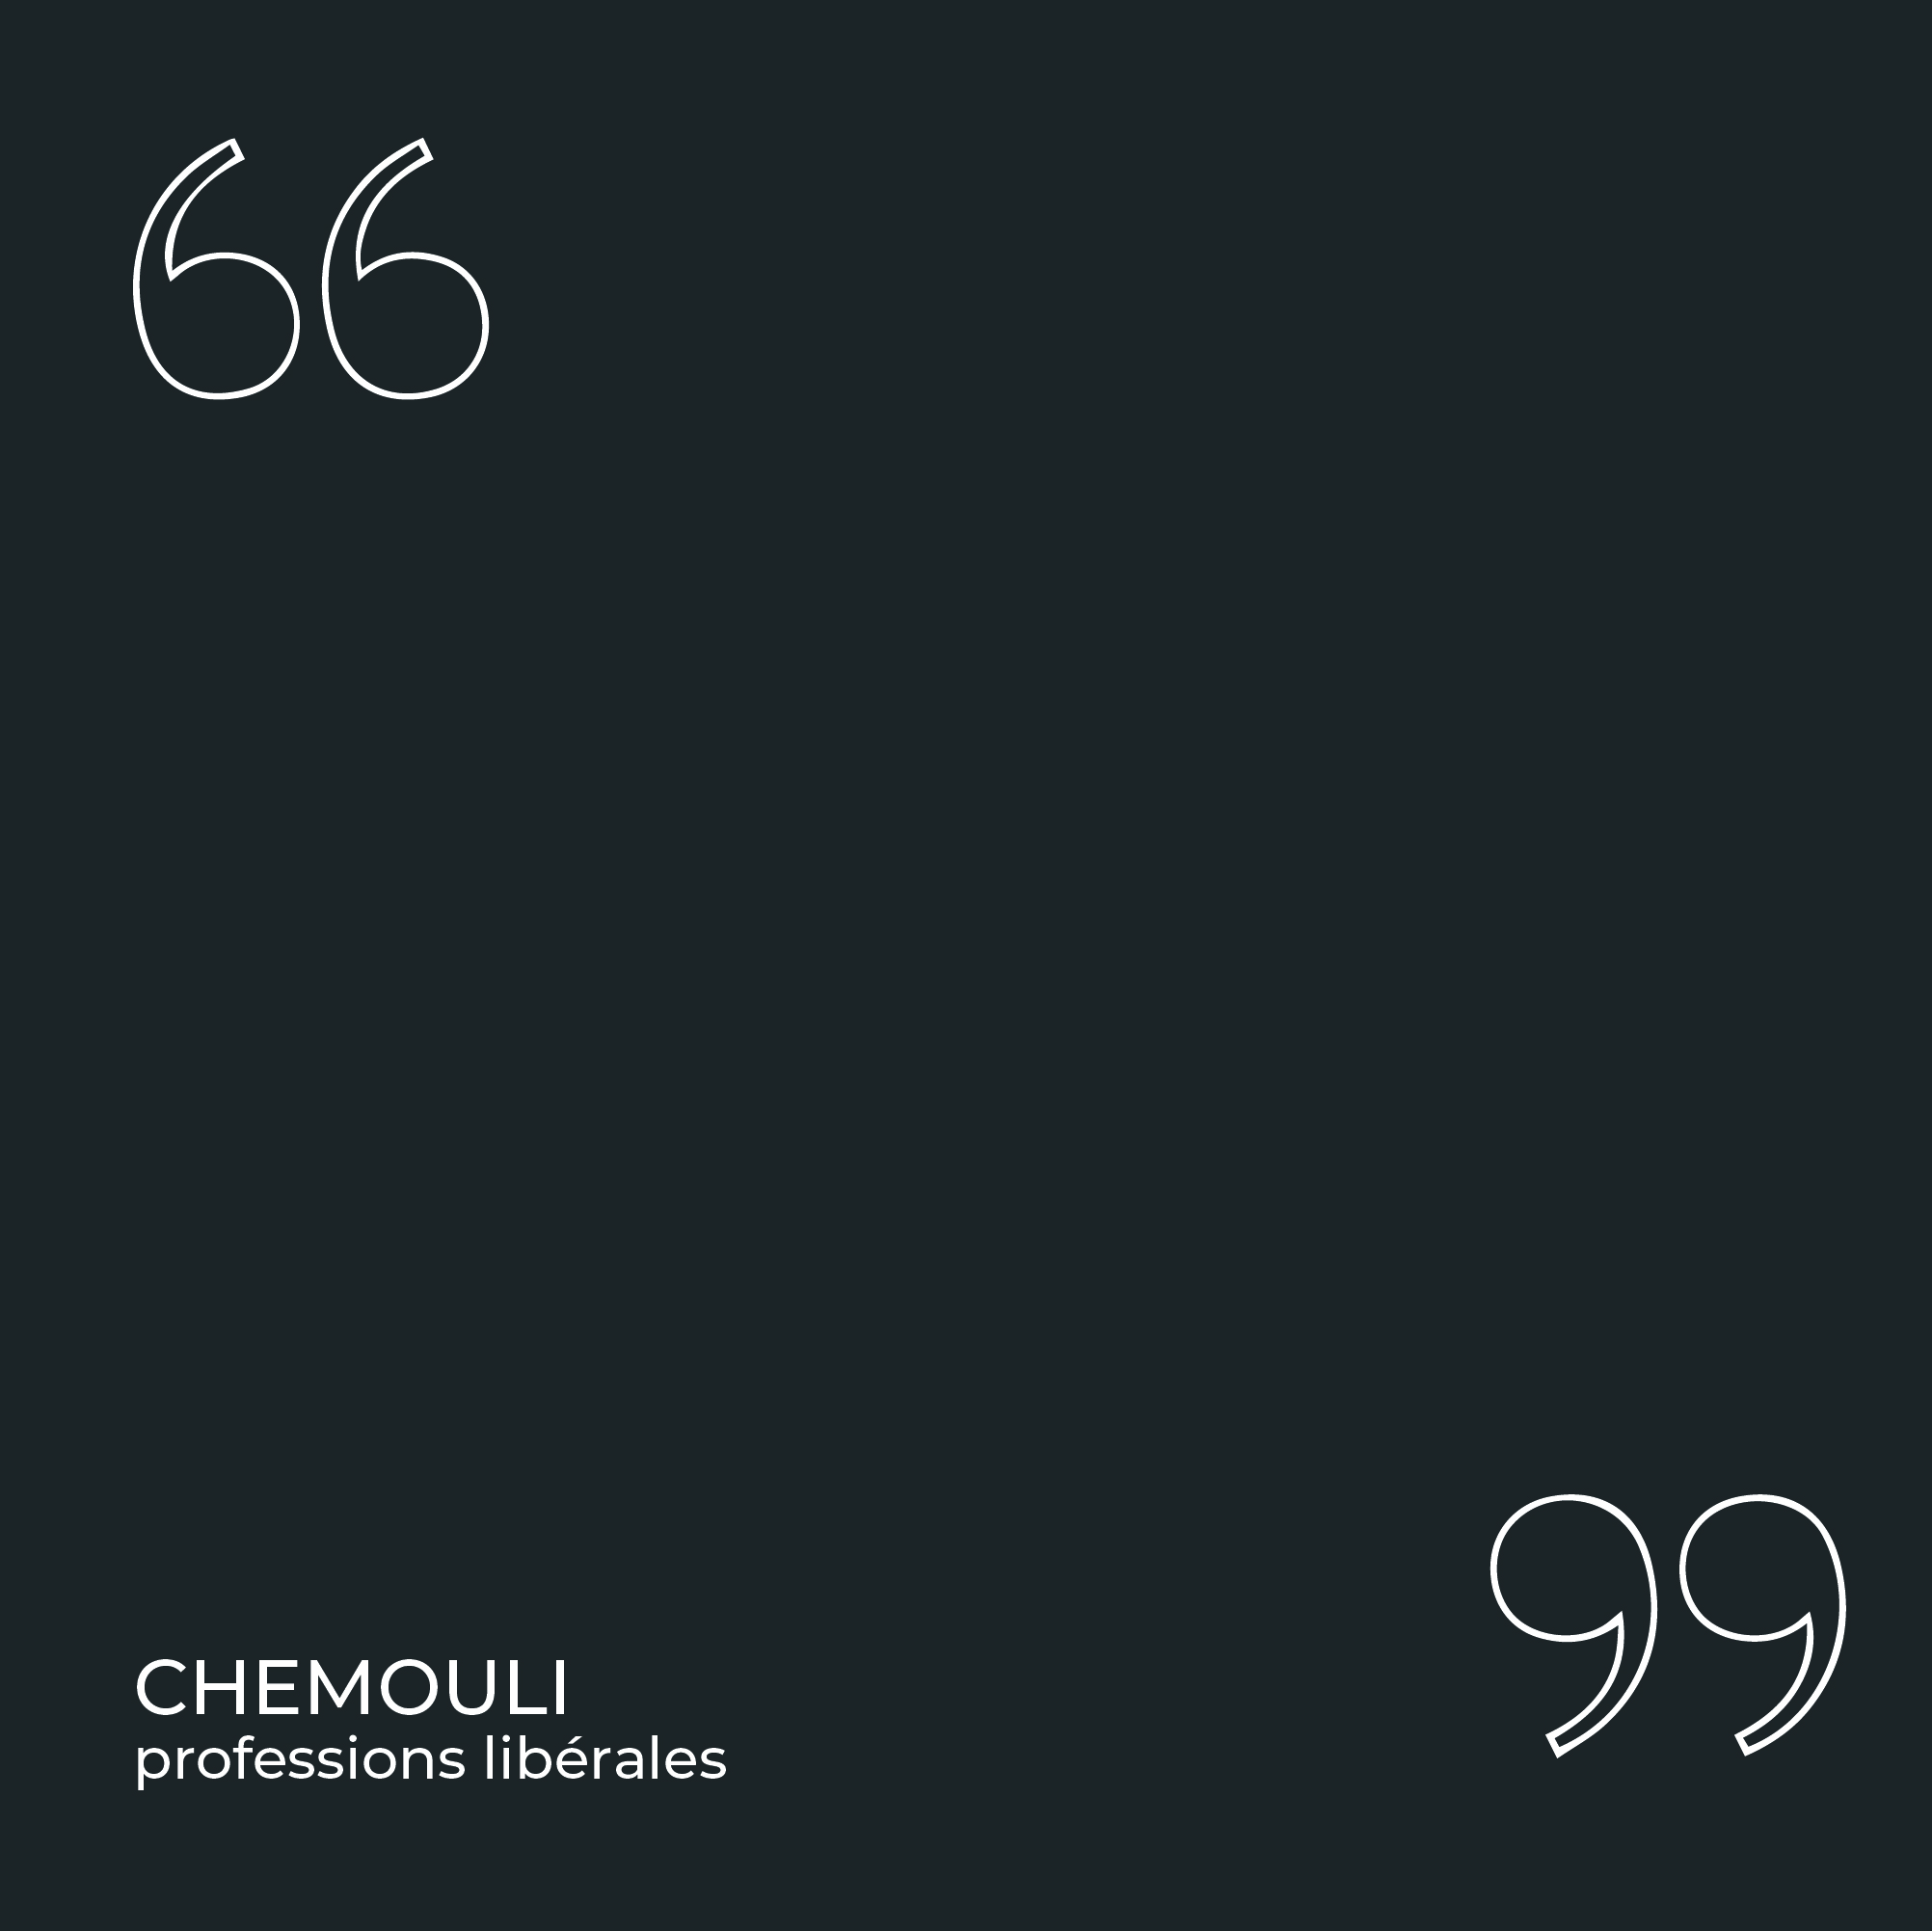 “
CHEMOULI
professions libérales
”